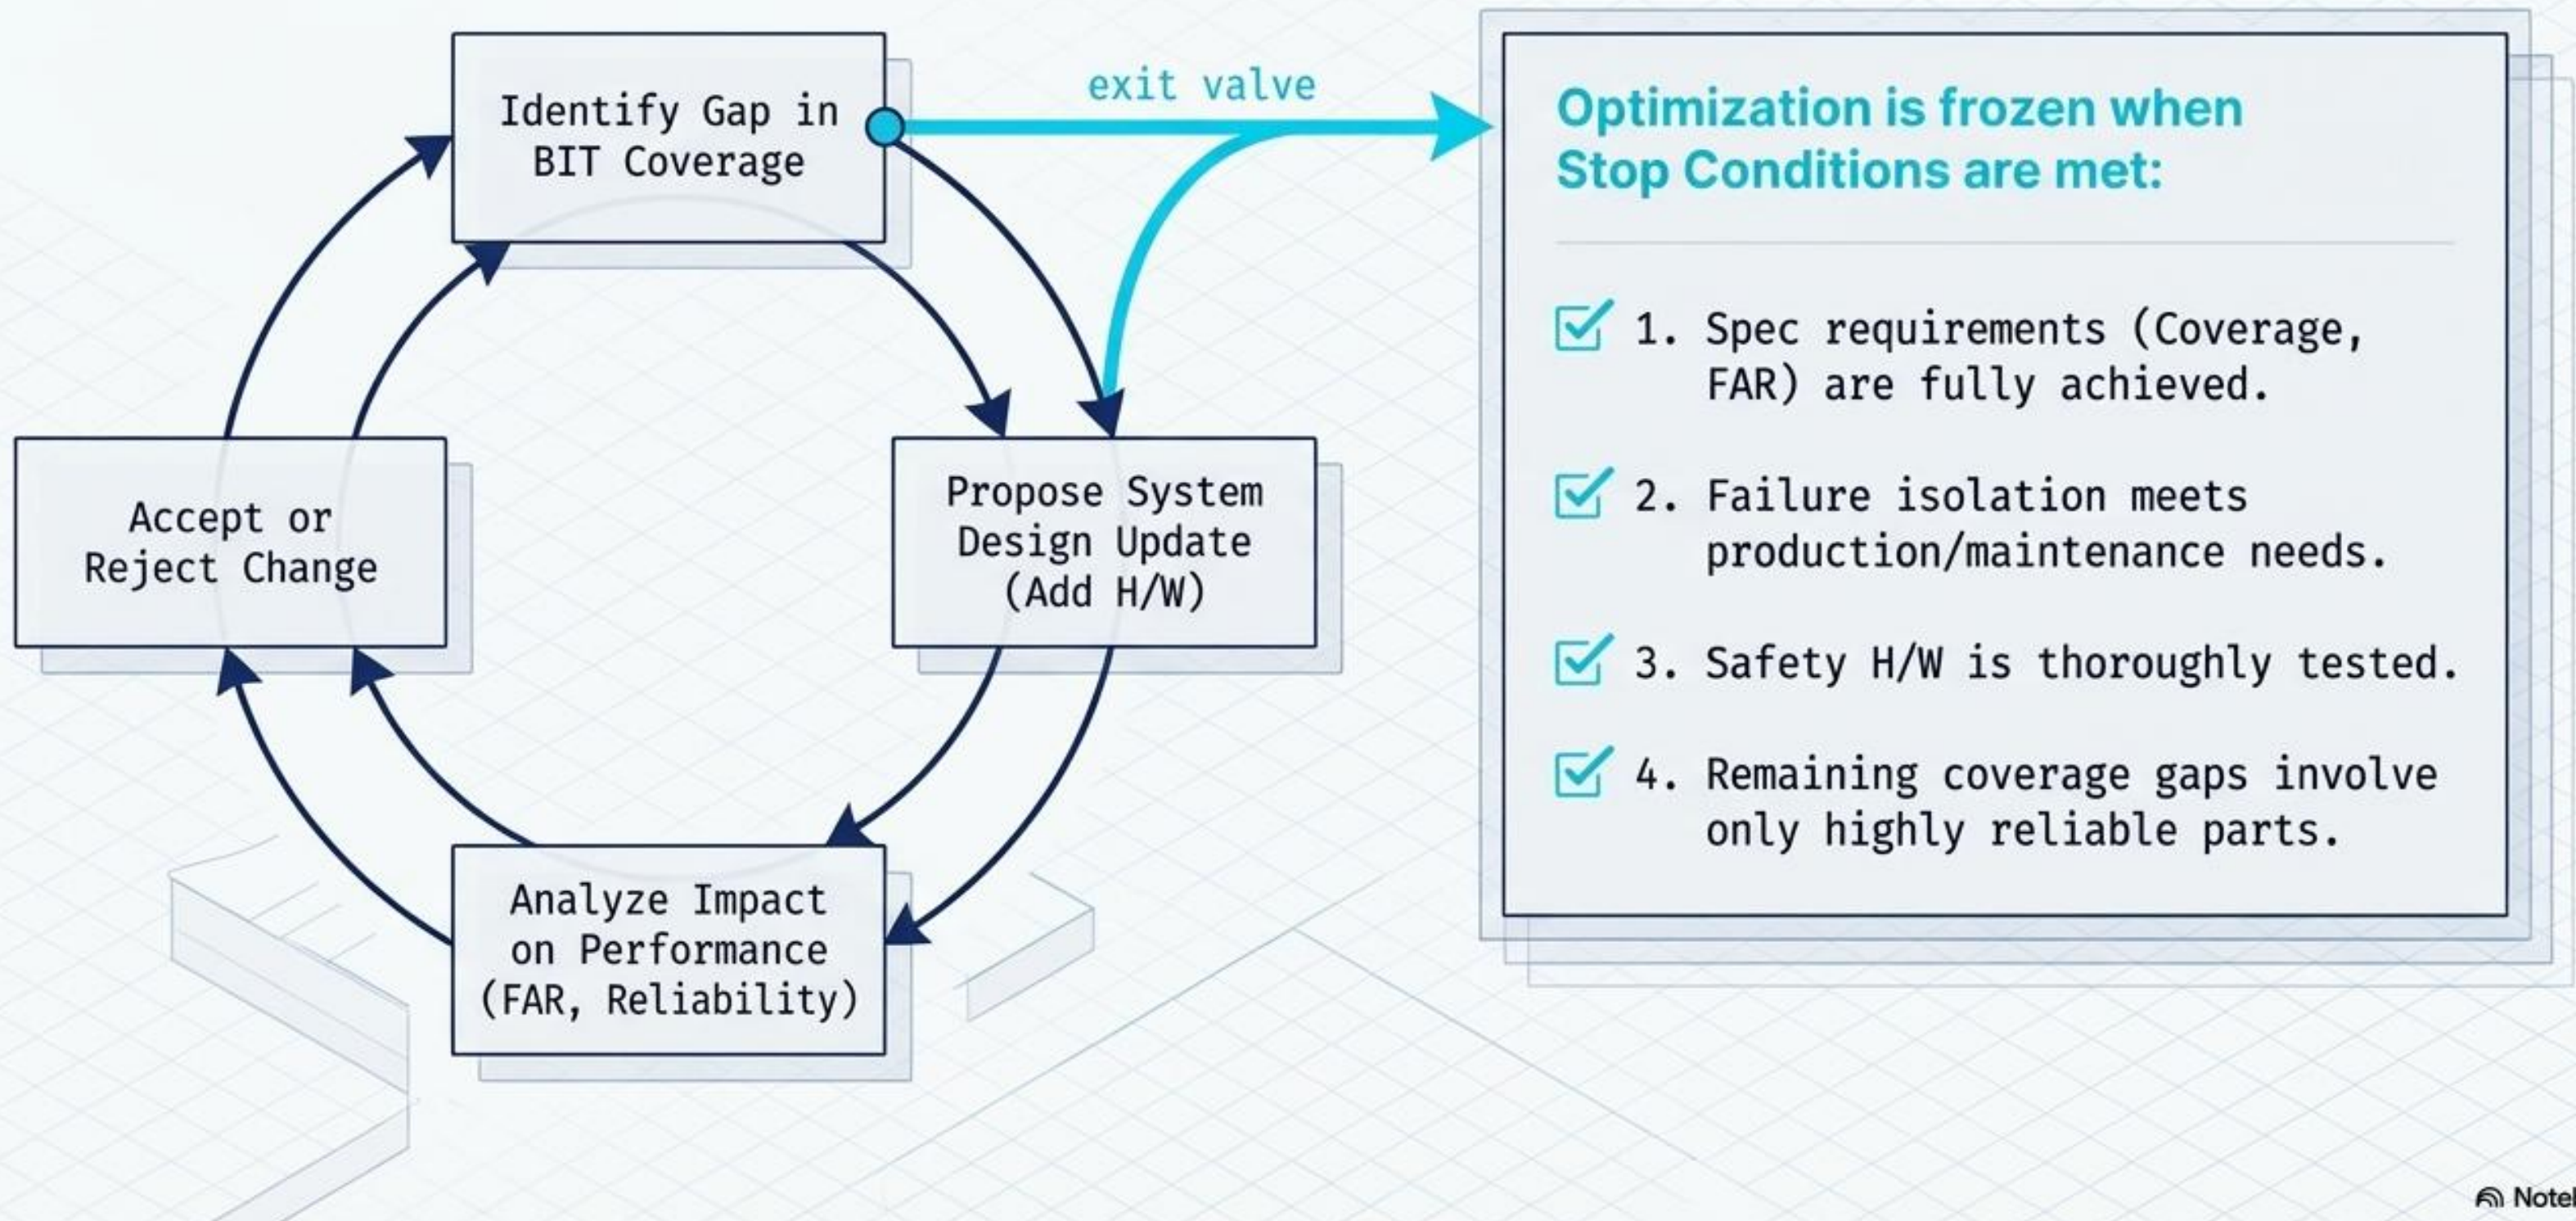 Identify Gap in
BIT Coverage
exit valve
Propose System
Design Update
(Add H/W)
Analyze Impact
on Performance
(FAR, Reliability)
Accept or
Reject Change
Optimization is frozen when
Stop Conditions are met:
1. Spec requirements (Coverage,
FAR) are fully achieved.
2. Failure isolation meets
production/maintenance needs.
3. Safety H/W is thoroughly tested.
4. Remaining coverage gaps involve
only highly reliable parts.